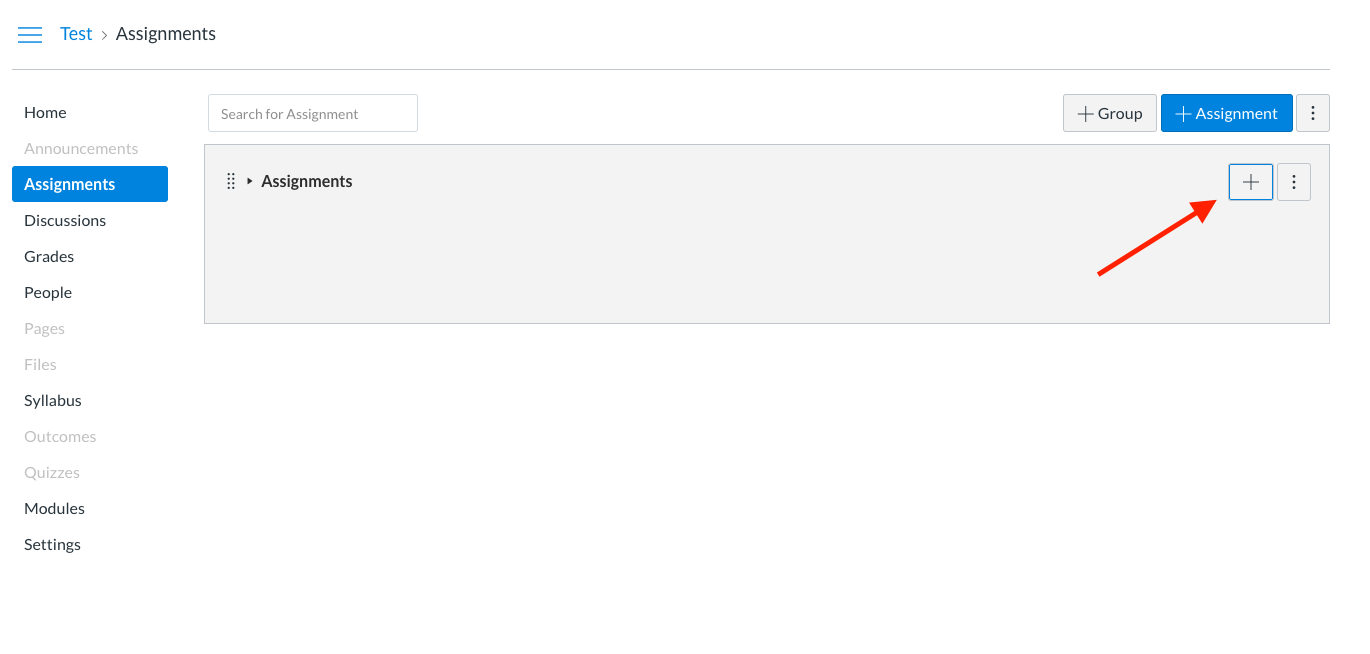 Test > Assignments
Home
Announcements
Assignments
Discussions
Grades
People
Pages
Files
Syllabus
Outcomes
Quizzes
Modules
Settings
Search for Assignment
+ Group
+ Assignment
Assignments
+